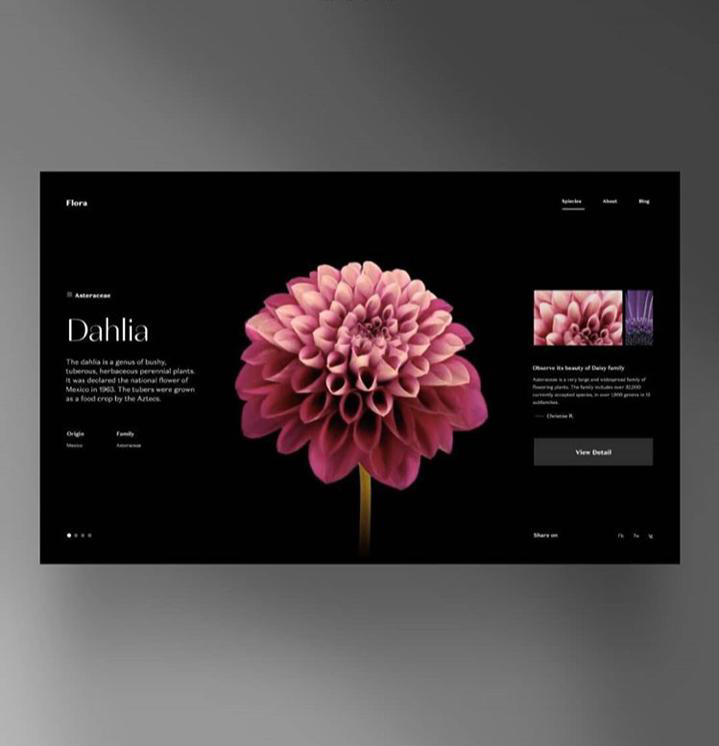 Flora
Species
About
Blog
Asteraceae
Dahlia
The dahlia is a genus of bushy,
tuberous, herbaceous perennial plants.
It was declared the national flower of
Mexico in 1963. The tubers were grown
as a food crop by the Aztecs.
Origin
Family
Mexico
Asteraceae
Observe its beauty of Daisy family
Asteraceae is a very large and widespread family of
flowering plants. The family includes over 32,000
currently accepted species, in over 1,900 genera in 13
subfamilies.
Christine R.
View Detail
Share on
Fb
Tw
Ig